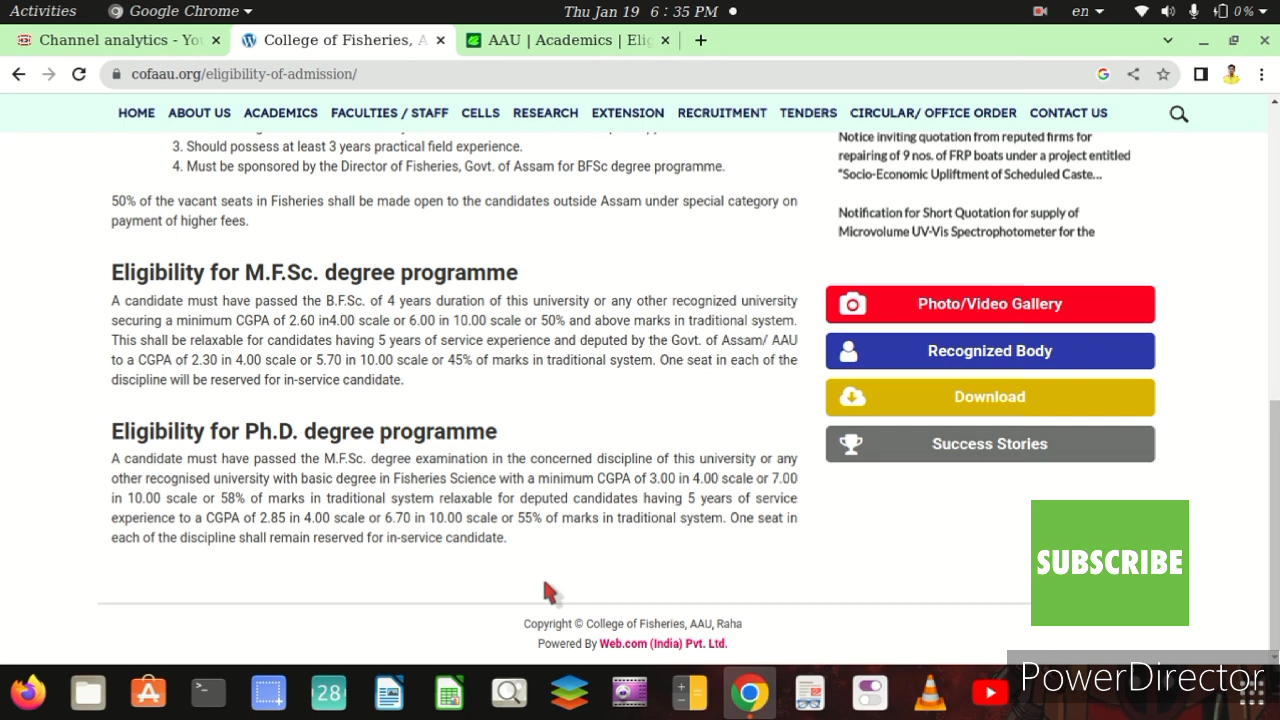 Activities Google Chrome Thu Jan 19 6 : 35 PM en 0 %
Channel analytics - You College of Fisheries, A AAU | Academics | Elig
cofaau.org/eligibility-of-admission/
HOME ABOUT US ACADEMICS FACULTIES / STAFF CELLS RESEARCH EXTENSION RECRUITMENT TENDERS CIRCULAR/ OFFICE ORDER CONTACT US
3. Should possess at least 3 years practical field experience.
4. Must be sponsored by the Director of Fisheries, Govt. of Assam for BFSc degree programme.
50% of the vacant seats in Fisheries shall be made open to the candidates outside Assam under special category on
payment of higher fees.
Eligibility for M.F.Sc. degree programme
A candidate must have passed the B.F.Sc. of 4 years duration of this university or any other recognized university
securing a minimum CGPA of 2.60 in4.00 scale or 6.00 in 10.00 scale or 50% and above marks in traditional system.
This shall be relaxable for candidates having 5 years of service experience and deputed by the Govt. of Assam/ AAU
to a CGPA of 2.30 in 4.00 scale or 5.70 in 10.00 scale or 45% of marks in traditional system. One seat in each of the
discipline will be reserved for in-service candidate.
Eligibility for Ph.D. degree programme
A candidate must have passed the M.F.Sc. degree examination in the concerned discipline of this university or any
other recognised university with basic degree in Fisheries Science with a minimum CGPA of 3.00 in 4.00 scale or 7.00
in 10.00 scale or 58% of marks in traditional system relaxable for deputed candidates having 5 years of service
experience to a CGPA of 2.85 in 4.00 scale or 6.70 in 10.00 scale or 55% of marks in traditional system. One seat in
each of the discipline shall remain reserved for in-service candidate.
Notice inviting quotation from reputed firms for
repairing of 9 nos. of FRP boats under a project entitled
"Socio-Economic Upliftment of Scheduled Caste...
Notification for Short Quotation for supply of
Microvolume UV-Vis Spectrophotometer for the
Photo/Video Gallery
Recognized Body
Download
Success Stories
SUBSCRIBE
Copyright © College of Fisheries, AAU, Raha
Powered By Web.com (India) Pvt. Ltd.
PowerDirector
28